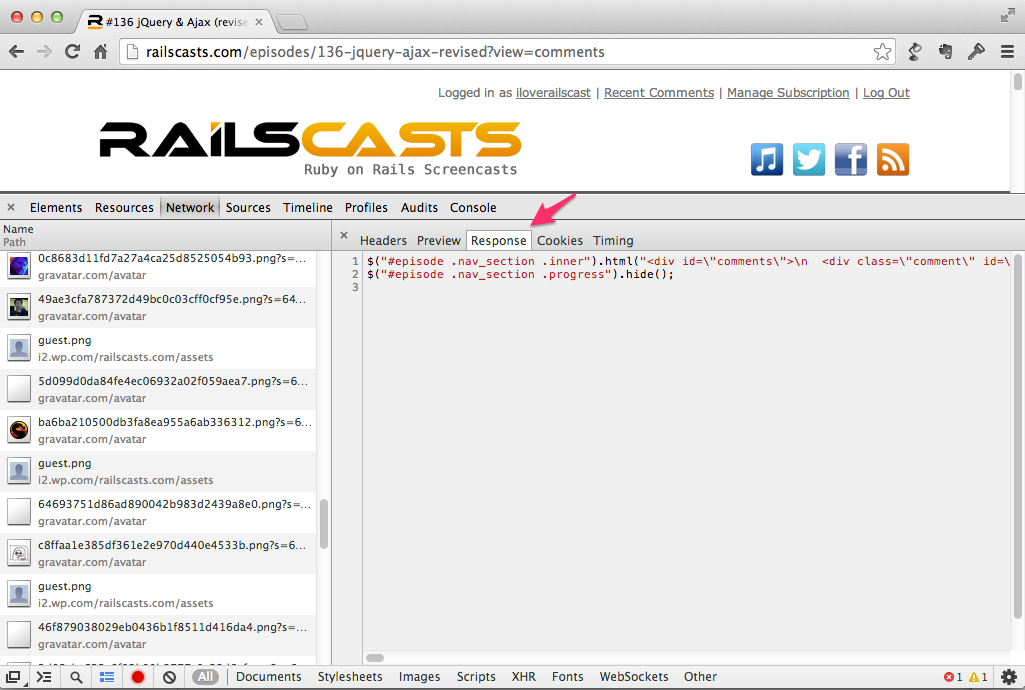 #136 jQuery & Ajax (revise
railscasts.com/episodes/136-jquery-ajax-revised?view=comments
Logged in as iloverailscast | Recent Comments | Manage Subscription | Log Out
RAILSCASTS
Ruby on Rails Screencasts
× Elements Resources Network Sources Timeline Profiles Audits Console
Name
Path
× Headers Preview Response Cookies Timing
1 $("#episode .nav_section .inner").html("<div id=\"comments\">\n  <div class=\"comment\" id=\
2 $("#episode .nav_section .progress").hide();
3
0c8683d11fd7a27a4ca25d8525054b93.png?s=...
gravatar.com/avatar
49ae3cfa787372d49bc0c03cff0cf95e.png?s=64...
gravatar.com/avatar
guest.png
i2.wp.com/railscasts.com/assets
5d099d0da84fe4ec06932a02f059aea7.png?s=6...
gravatar.com/avatar
ba6ba210500db3fa8ea955a6ab336312.png?s=6...
gravatar.com/avatar
guest.png
i2.wp.com/railscasts.com/assets
64693751d86ad890042b983d2439a8e0.png?s=...
gravatar.com/avatar
c8ffaa1e385df361e2e970d440e4533b.png?s=6...
gravatar.com/avatar
guest.png
i2.wp.com/railscasts.com/assets
46f879038029eb0436b1f8511d416da4.png?s=...
gravatar.com/avatar
All Documents Stylesheets Images Scripts XHR Fonts WebSockets Other 1 1